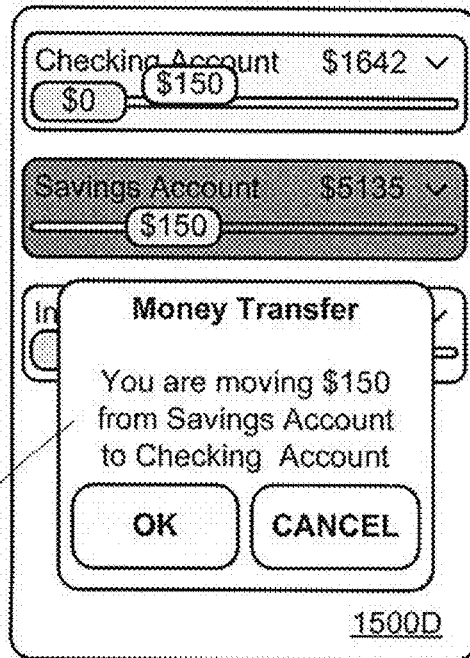 Checking Account $1642
$150
$0
Savings Account $5135
$150
In
Money Transfer
You are moving $150
from Savings Account
to Checking Account
OK CANCEL
1500D